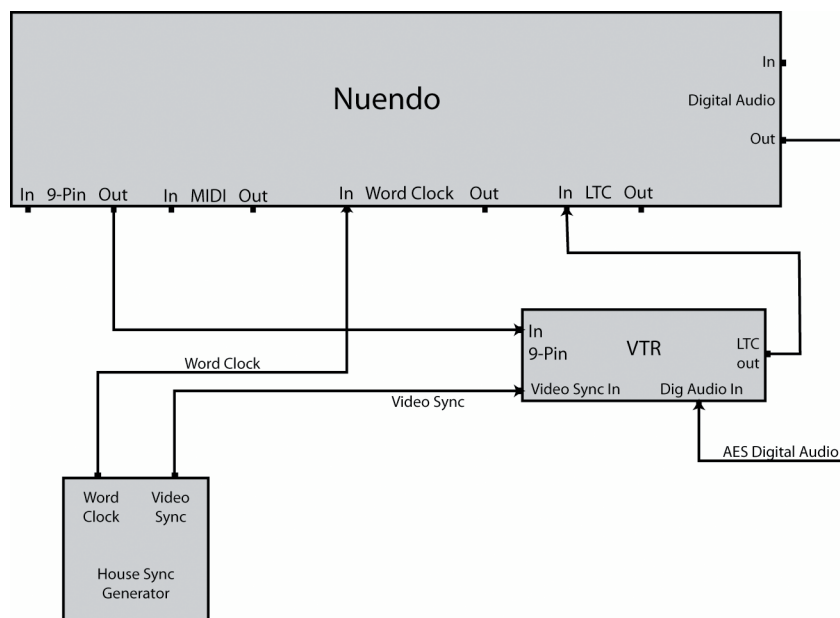 In
Nuendo
Digital Audio
Out
In 9-Pin Out In MIDI Out In Word Clock Out In LTC Out
In
9-Pin
VTR
LTC
out
Word Clock
Video Sync In
Dig Audio In
Video Sync
AES Digital Audio
Word
Clock
Video
Sync
House Sync
Generator